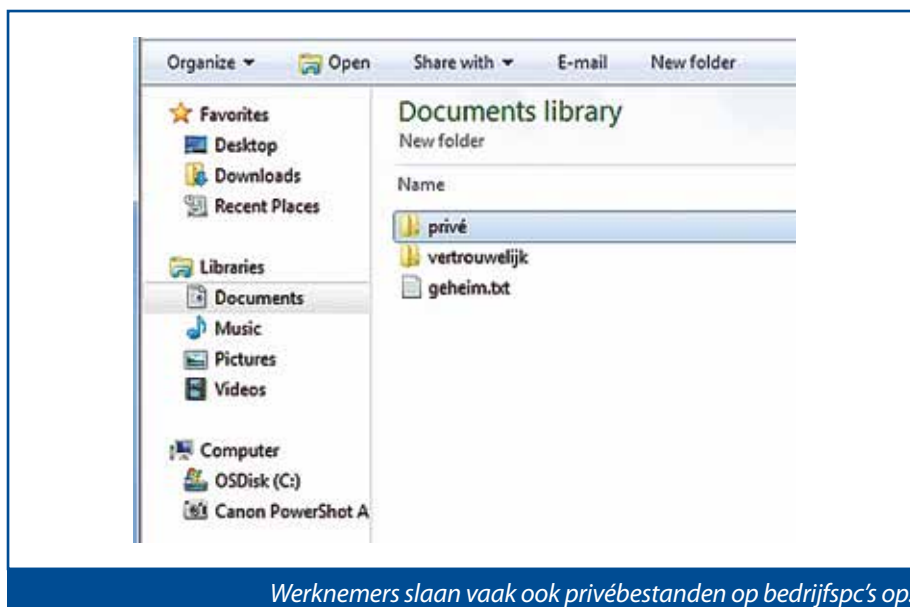 Organize Open Share with E-mail New folder
Favorites
Desktop
Downloads
Recent Places
Libraries
Documents
Music
Pictures
Videos
Computer
OSDisk (C:)
Canon PowerShot A
Documents library
New folder
Name
privé
vertrouwelijk
geheim.txt
Werknemers slaan vaak ook privébestanden op bedrijfspc's op.